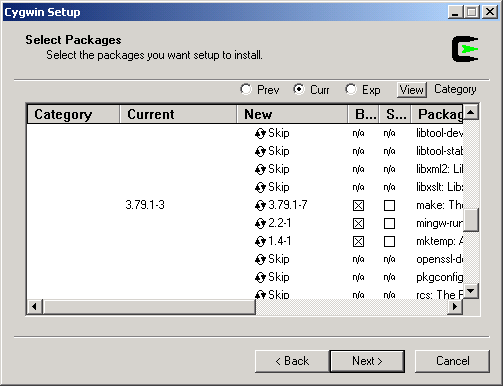 Cygwin Setup
Select Packages
Select the packages you want setup to install.
Prev Curr Exp View Category
Category Current New B... S... Packag
Skip n/a n/a libtool-dev
Skip n/a n/a libtool-stab
Skip n/a n/a libxml2: Lil
Skip n/a n/a libxslt: Libx
3.79.1-3 3.79.1-7 make: The
2.2-1 mingw-run
1.4-1 mktemp: A
Skip n/a n/a openssl-de
Skip n/a n/a pkgconfig
Skip n/a n/a rcs: The F
< Back Next > Cancel